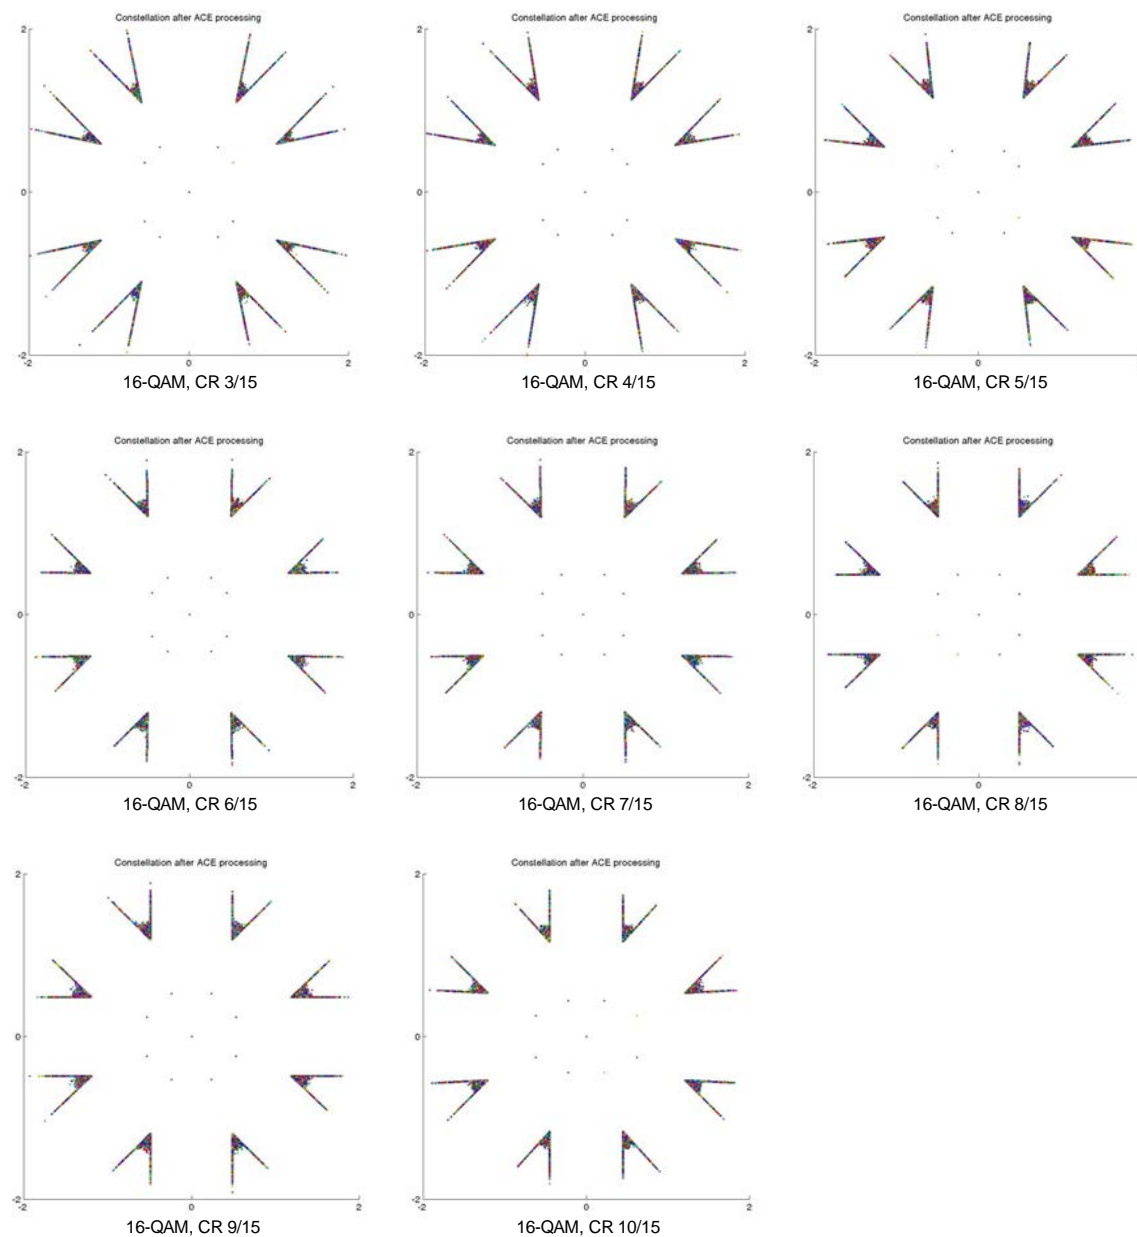 Constellation after ACE processing
Constellation after ACE processing
Constellation after ACE processing
2
2
2
0
0
0
-2
-2
-2
-2
0
2
-2
0
2
-2
0
16-QAM, CR 3/15
16-QAM, CR 4/15
16-QAM, CR 5/15
Constellation after ACE processing
Constellation after ACE processing
Constellation after ACE processing
2
2
2
0
0
0
-2
-2
-2
-2
0
2
-2
0
2
-2
0
16-QAM, CR 6/15
16-QAM, CR 7/15
16-QAM, CR 8/15
Constellation after ACE processing
Constellation after ACE processing
2
2
0
0
-2
-2
-2
0
2
-2
0
2
16-QAM, CR 9/15
16-QAM, CR 10/15